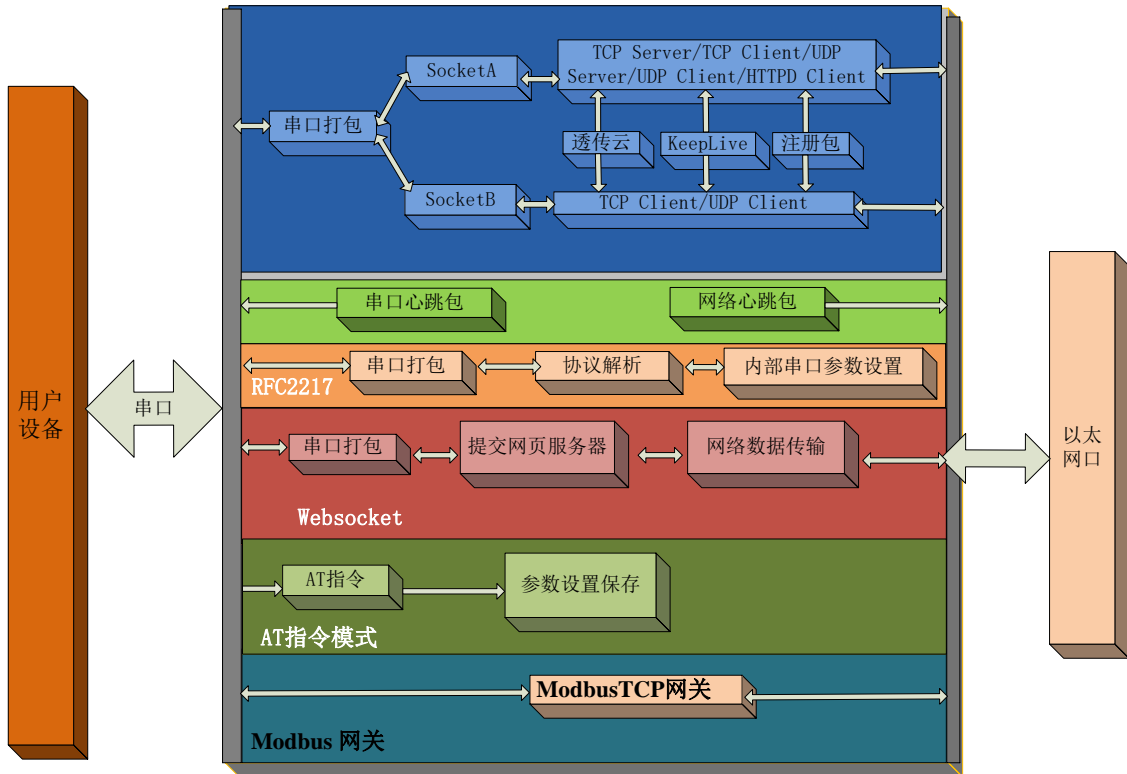 TCP Server/TCP Client/UDP
Server/UDP Client/HTTPD Client
SocketA
串口打包
透传云
KeepLive
注册包
SocketB
TCP Client/UDP Client
串口心跳包
网络心跳包
串口打包
协议解析
内部串口参数设置
RFC2217
用户
设备
串口
串口打包
提交网页服务器
网络数据传输
以太
网口
Websocket
AT指令
参数设置保存
AT指令模式
ModbusTCP网关
Modbus 网关